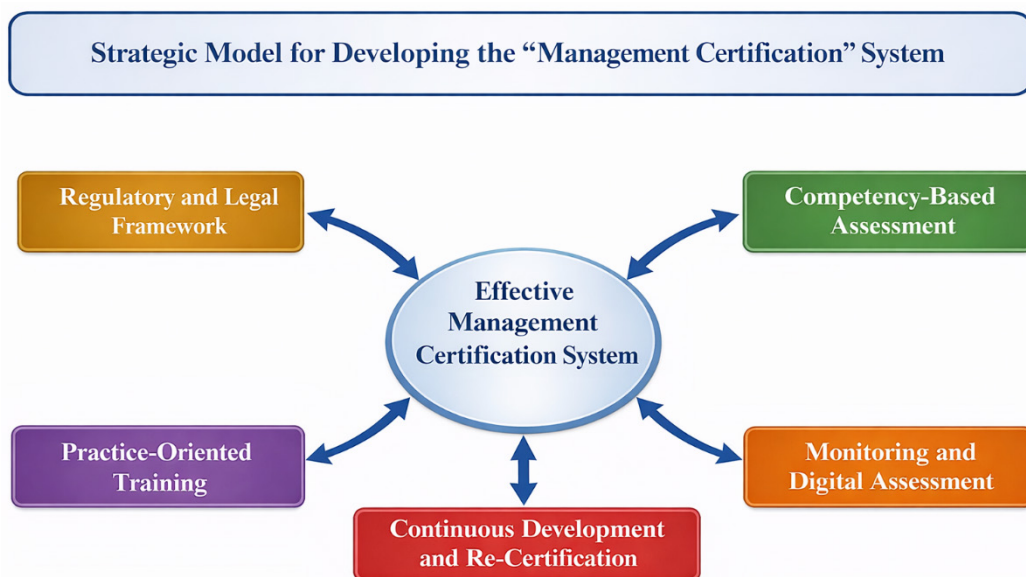 Strategic Model for Developing the “Management Certification” System
Regulatory and Legal
Framework
Competency-Based
Assessment
Effective
Management
Certification System
Practice-Oriented
Training
Monitoring and
Digital Assessment
Continuous Development
and Re-Certification